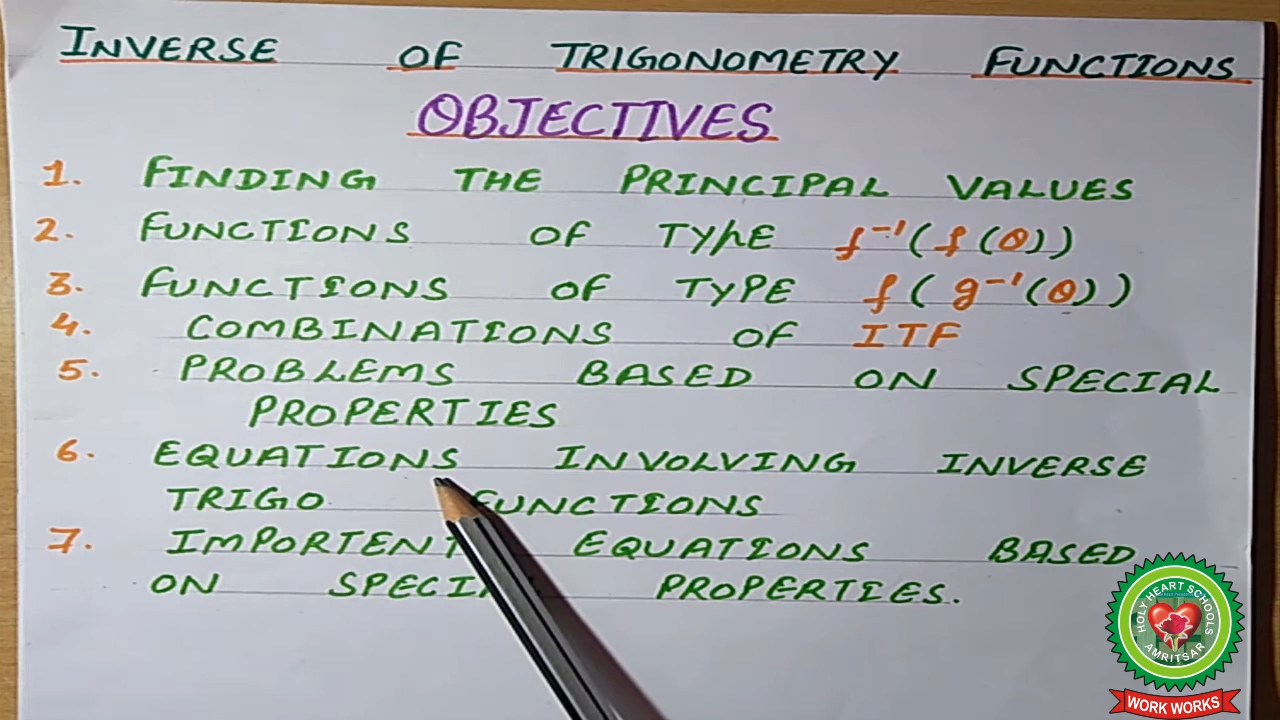 INVERSE OF TRIGONOMETRY FUNCTIONS
OBJECTIVES
1. FINDING THE PRINCIPAL VALUES
2. FUNCTIONS OF TYPE f⁻¹(f(θ))
3. FUNCTIONS OF TYPE f(g⁻¹(θ))
4. COMBINATIONS OF ITF
5. PROBLEMS BASED ON SPECIAL
PROPERTIES
6. EQUATIONS INVOLVING INVERSE
TRIGO FUNCTIONS
7. IMPORTENT EQUATIONS BASED
ON SPECIAL PROPERTIES.
HOLY HEART SCHOOLS
AMRITSAR
WORK WORKS